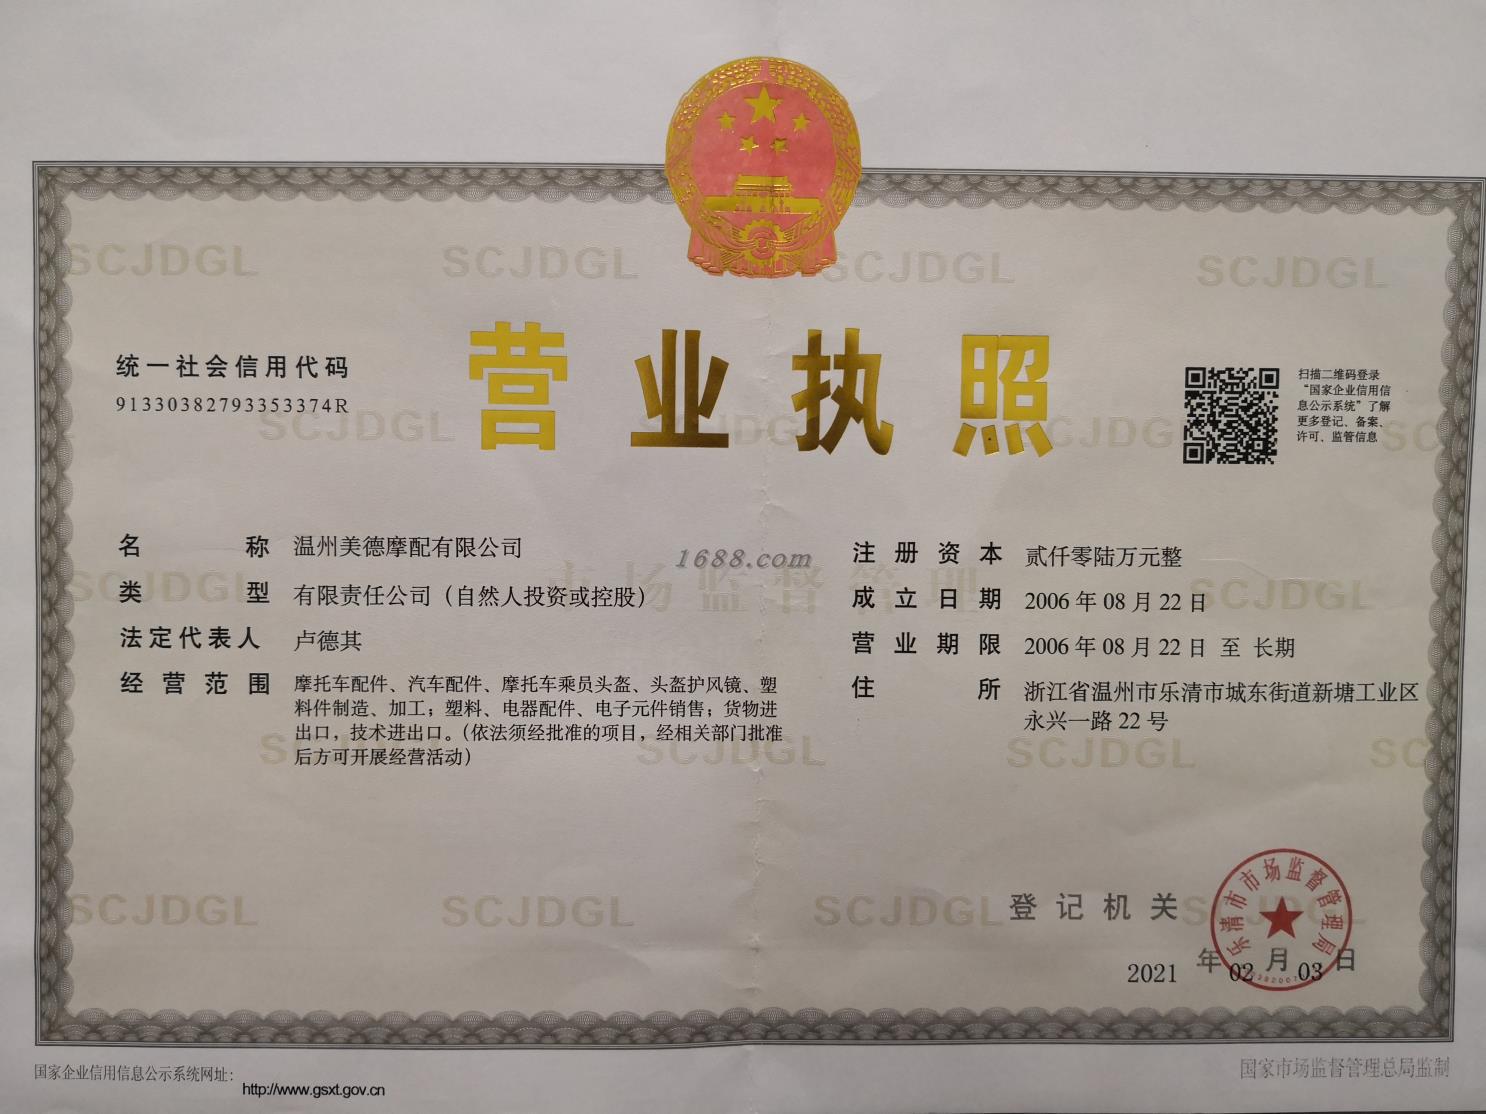 营业执照
统一社会信用代码
91330382793353374R
扫描二维码登录
“国家企业信用信
息公示系统”了解
更多登记、备案、
许可、监管信息
名称 温州美德摩配有限公司
类型 有限责任公司（自然人投资或控股）
法定代表人 卢德其
经营范围 摩托车配件、汽车配件、摩托车乘员头盔、头盔护风镜、塑
料件制造、加工；塑料、电器配件、电子元件销售；货物进
出口，技术进出口。（依法须经批准的项目，经相关部门批准
后方可开展经营活动）
1688.com
注册资本 贰仟零陆万元整
成立日期 2006年08月22日
营业期限 2006年08月22日 至 长期
住所 浙江省温州市乐清市城东街道新塘工业区
永兴一路22号
SCJDGL
市场监督管理
登记机关
乐清市市场监督管理局
2021年02月03日
国家企业信用信息公示系统网址：
http://www.gsxt.gov.cn
国家市场监督管理总局监制